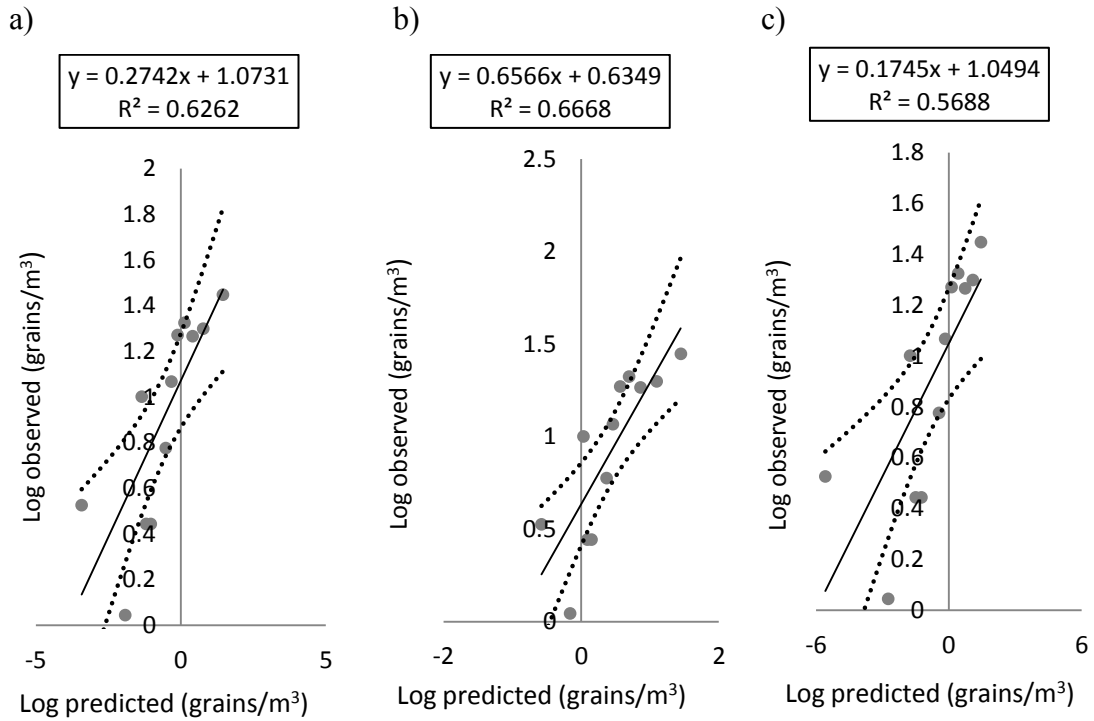 a)
y = 0.2742x + 1.0731
R² = 0.6262
2
1.8
1.6
1.4
1.2
1
0.8
0.6
0.4
0.2
0
-5
0
5
Log observed (grains/m³)
Log predicted (grains/m³)
b)
y = 0.6566x + 0.6349
R² = 0.6668
2.5
2
1.5
1
0.5
0
-2
0
2
Log observed (grains/m³)
Log predicted (grains/m³)
c)
y = 0.1745x + 1.0494
R² = 0.5688
1.8
1.6
1.4
1.2
1
0.8
0.6
0.4
0.2
0
-6
0
6
Log observed (grains/m³)
Log predicted (grains/m³)